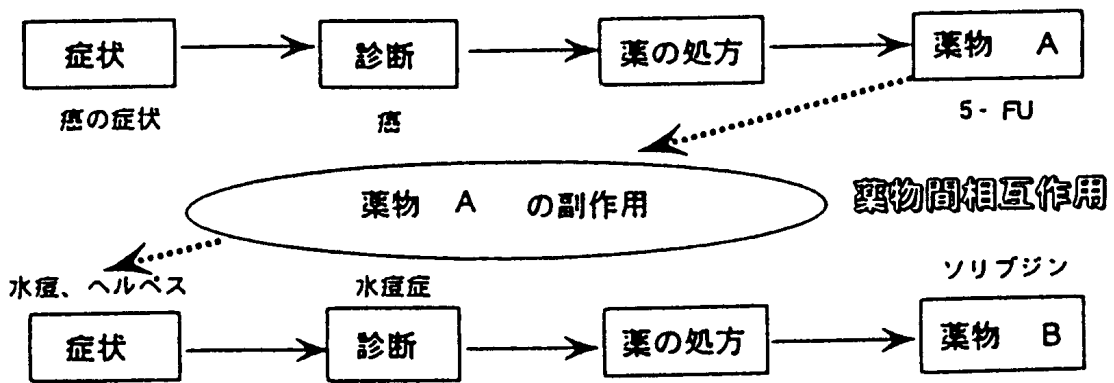 症状 診断 薬の処方 薬物 A
癌の症状 癌 5-FU
薬物 A の副作用
薬物間相互作用
水痘、ヘルペス 水痘症 ソリブジン
症状 診断 薬の処方 薬物 B